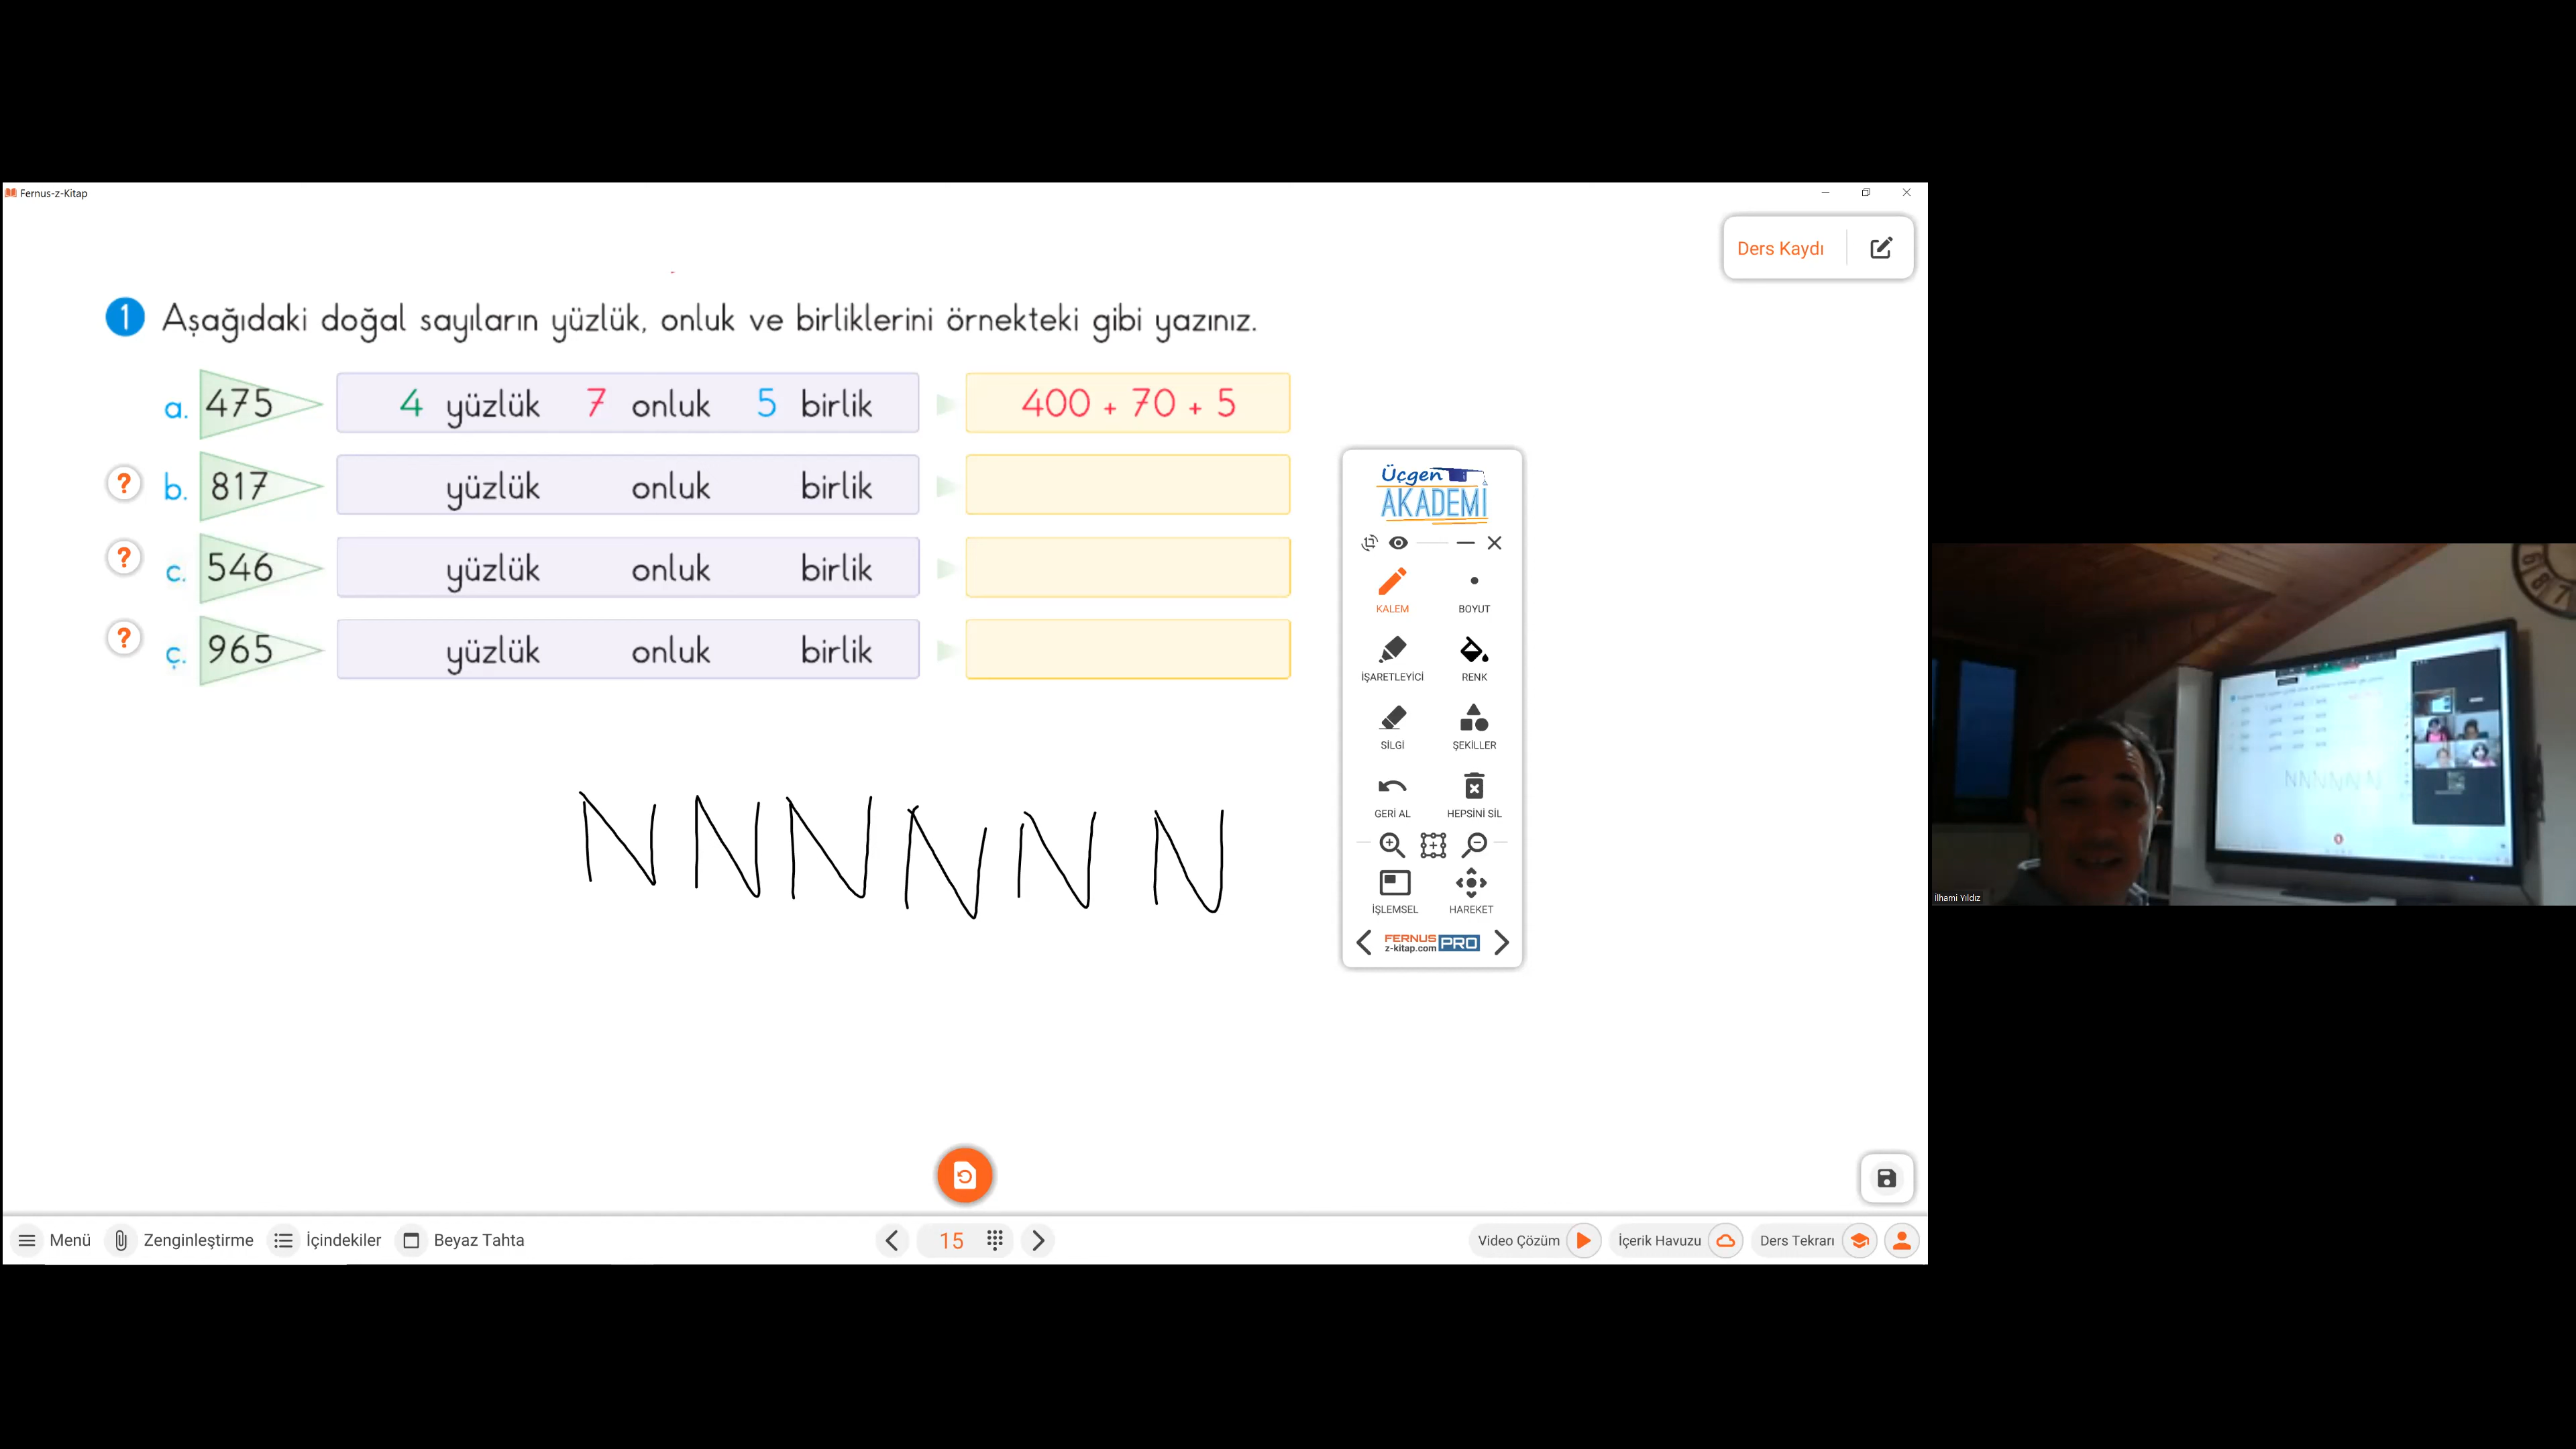 Fernus-z-Kitap
Ders Kaydı
1 Aşağıdaki doğal sayıların yüzlük, onluk ve birliklerini örnekteki gibi yazınız.
a. 475 4 yüzlük 7 onluk 5 birlik 400 + 70 + 5
? b. 817 yüzlük onluk birlik
? c. 546 yüzlük onluk birlik
? ç. 965 yüzlük onluk birlik
N N N N N N
Üçgen
AKADEMİ
KALEM BOYUT
İŞARETLEYİCİ RENK
SİLGİ ŞEKİLLER
GERİ AL HEPSİNİ SİL
İŞLEMSEL HAREKET
FERNUS PRO
z-kitap.com
İlhami Yıldız
Menü Zenginleştirme İçindekiler Beyaz Tahta 15 Video Çözüm İçerik Havuzu Ders Tekrarı